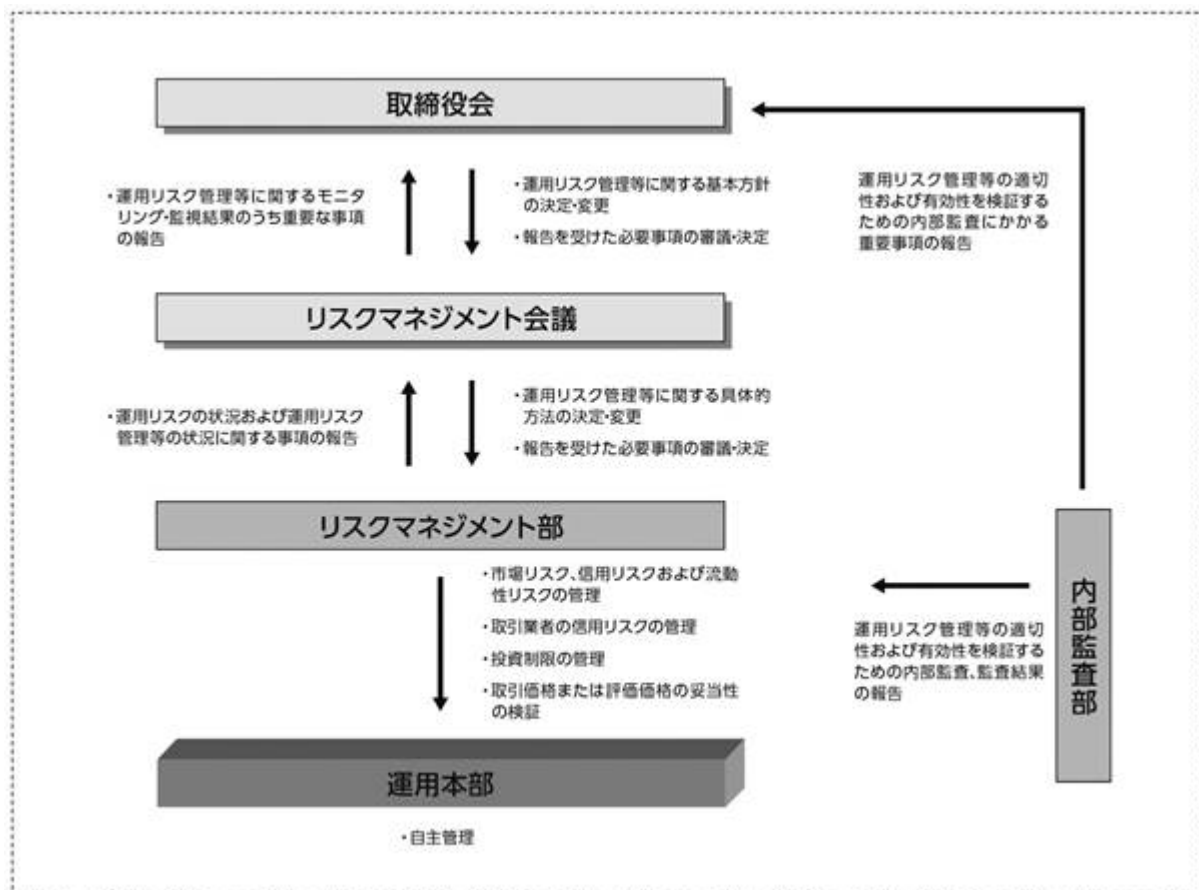 取締役会
・運用リスク管理等に関するモニタ
リング・監視結果のうち重要な事項
の報告
・運用リスク管理等に関する基本方針
の決定・変更
・報告を受けた必要事項の審議・決定
運用リスク管理等の適切
性および有効性を検証する
ための内部監査にかかる
重要事項の報告
リスクマネジメント会議
・運用リスクの状況および運用リスク
管理等の状況に関する事項の報告
・運用リスク管理等に関する具体的
方法の決定・変更
・報告を受けた必要事項の審議・決定
リスクマネジメント部
・市場リスク、信用リスクおよび流動
性リスクの管理
・取引業者の信用リスクの管理
・投資制限の管理
・取引価格または評価価格の妥当性
の検証
運用リスク管理等の適切
性および有効性を検証する
ための内部監査、監査結果
の報告
内部監査部
運用本部
・自主管理